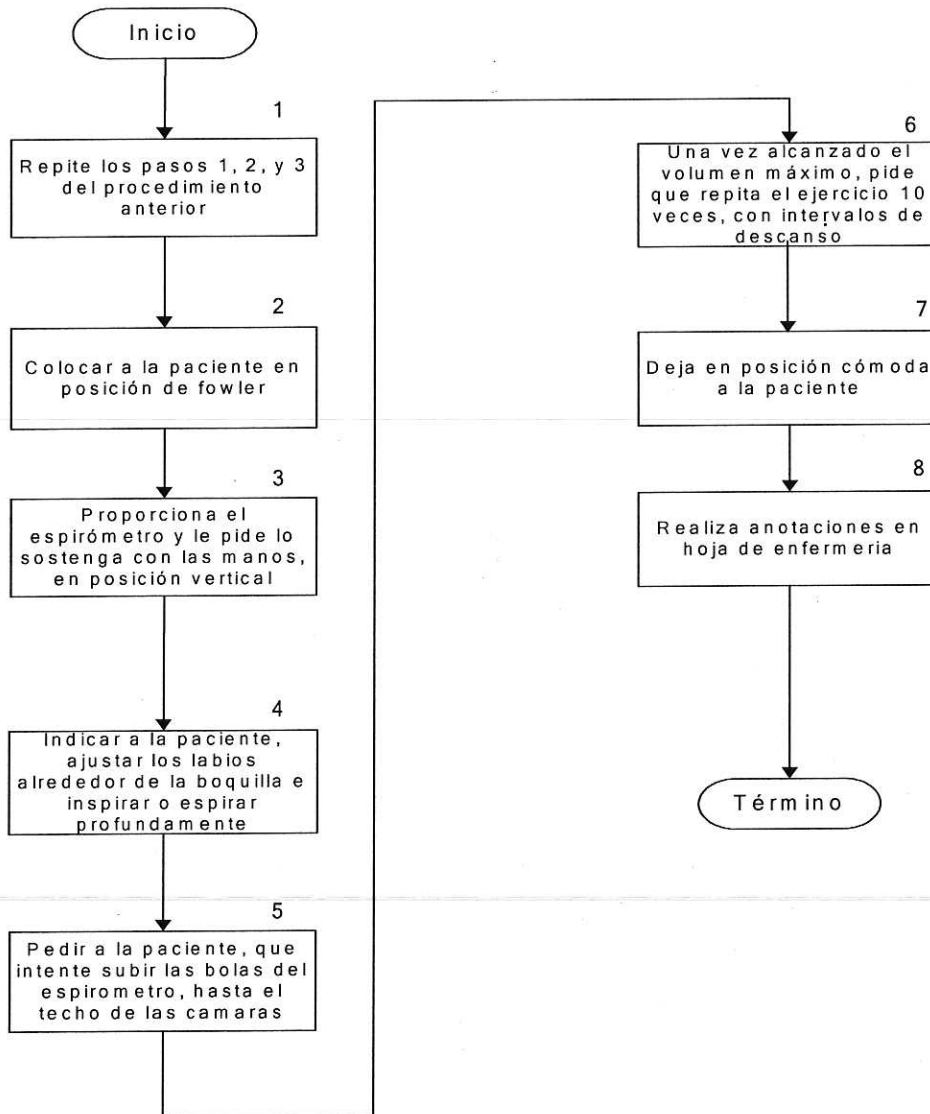 Inicio
1
Repite los pasos 1, 2, y 3
del procedimiento
anterior
2
Colocar a la paciente en
posición de fowler
3
Proporciona el
espirómetro y le pide lo
sostenga con las manos,
en posición vertical
4
Indicar a la paciente,
ajustar los labios
alrededor de la boquilla e
inspirar o espirar
profundamente
5
Pedir a la paciente, que
intente subir las bolas del
espirometro, hasta el
techo de las camaras
6
Una vez alcanzado el
volumen máximo, pide
que repita el ejercicio 10
veces, con intervalos de
descanso
7
Deja en posición cómoda
a la paciente
8
Realiza anotaciones en
hoja de enfermeria
Término